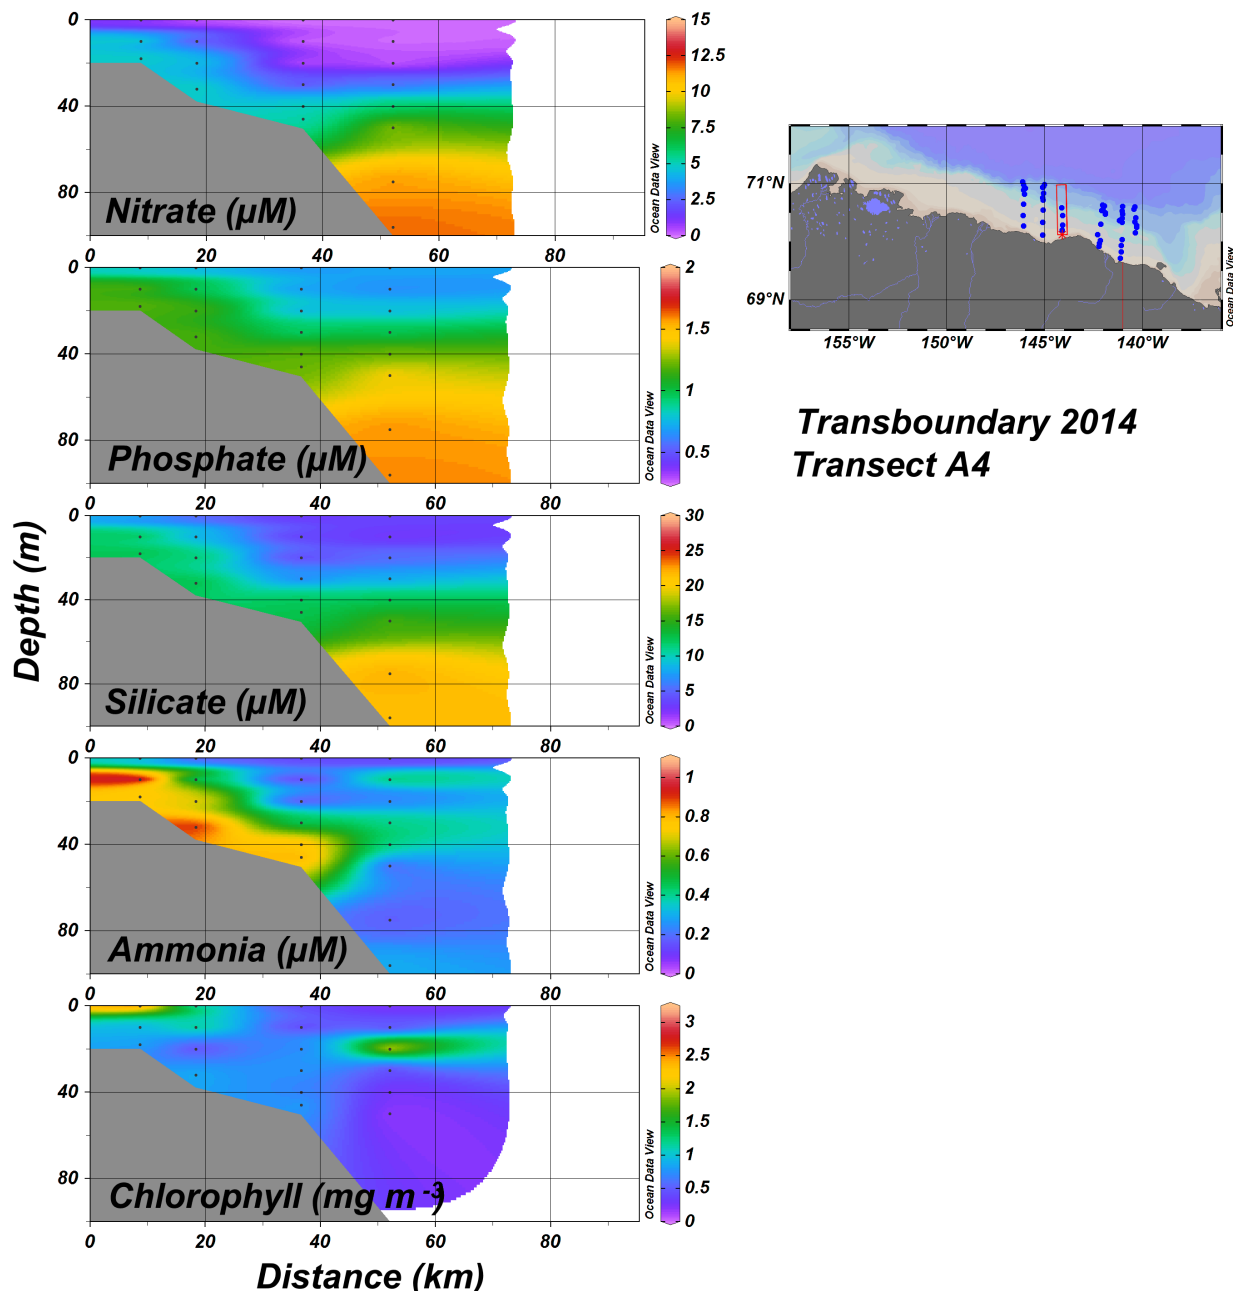 0
40
80
Nitrate (µM)
0 20 40 60 80
15
12.5
10
7.5
5
2.5
0
Ocean Data View
0
40
80
Phosphate (µM)
0 20 40 60 80
2
1.5
1
0.5
Ocean Data View
0
40
80
Silicate (µM)
0 20 40 60 80
30
25
20
15
10
5
0
Ocean Data View
0
40
80
Ammonia (µM)
0 20 40 60 80
1
0.8
0.6
0.4
0.2
0
Ocean Data View
0
40
80
Chlorophyll (mg m -3)
0 20 40 60 80
3
2.5
2
1.5
1
0.5
0
Ocean Data View
Depth (m)
Distance (km)
71°N
69°N
155°W 150°W 145°W 140°W
Ocean Data View
Transboundary 2014
Transect A4